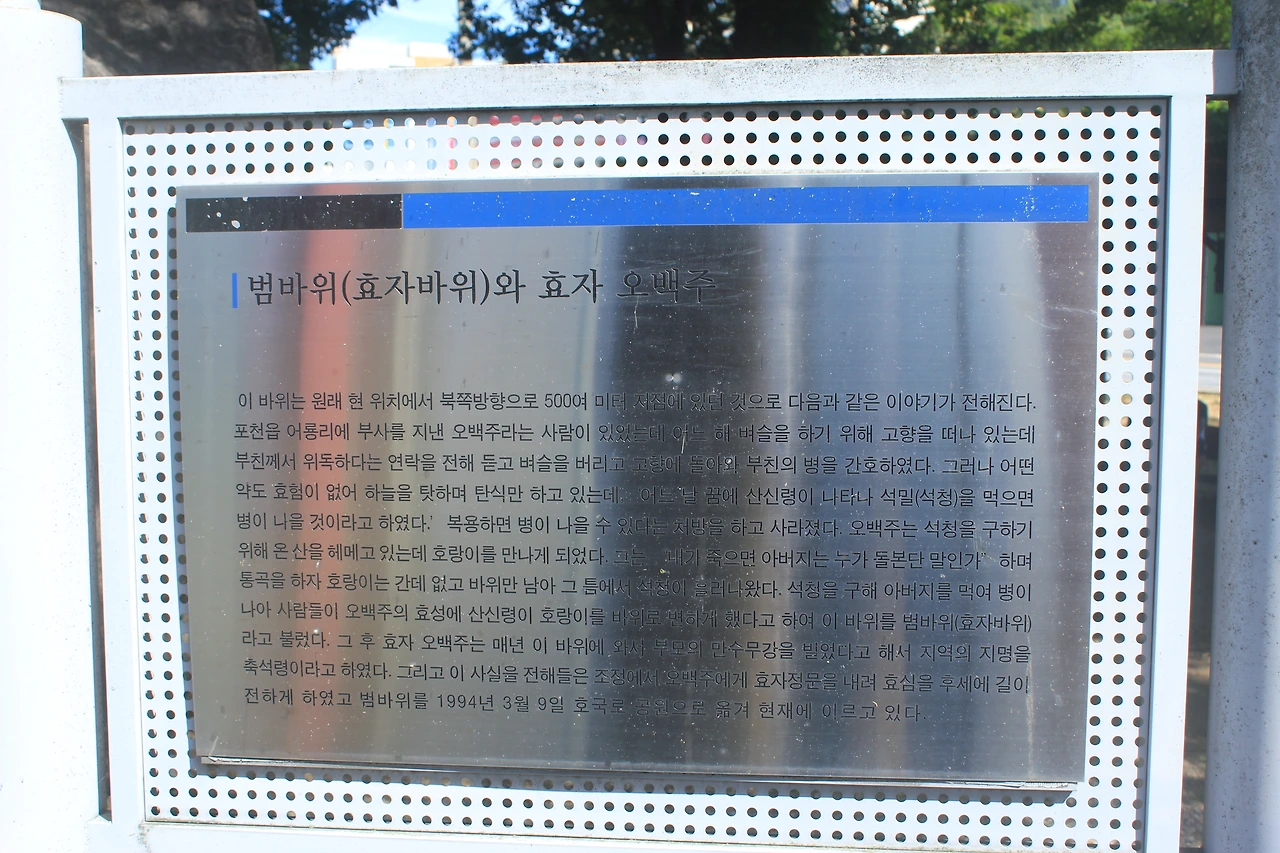 범바위(효자바위)와 효자 오백주
이 바위는 원래 현 위치에서 북쪽방향으로 500여 미터 지점에 있던 것으로 다음과 같은 이야기가 전해진다.
포천읍 어룡리에 부사를 지낸 오백주라는 사람이 있었는데 어느 해 벼슬을 하기 위해 고향을 떠나 있는데
부친께서 위독하다는 연락을 전해 듣고 벼슬을 버리고 고향에 돌아와 부친의 병을 간호하였다. 그러나 어떤
약도 효험이 없어 하늘을 탓하며 탄식만 하고 있는데. 어느날 꿈에 산신령이 나타나 석밀(석청)을 먹으면
병이 나을 것이라고 하였다.' 복용하면 병이 나을 수 있다는 처방을 하고 사라졌다. 오백주는 석청을 구하기
위해 온 산을 헤메고 있는데 호랑이를 만나게 되었다. 그는 "내가 죽으면 아버지는 누가 돌본단 말인가" 하며
통곡을 하자 호랑이는 간데 없고 바위만 남아 그 틈에서 석청이 흘러나왔다. 석청을 구해 아버지를 먹여 병이
나아 사람들이 오백주의 효성에 산신령이 호랑이를 바위로 변하게 했다고 하여 이 바위를 범바위(효자바위)
라고 불렀다. 그 후 효자 오백주는 매년 이 바위에 와서 부모의 만수무강을 빌었다고 해서 지역의 지명을
축석령이라고 하였다. 그리고 이 사실을 전해들은 조정에서 오백주에게 효자정문을 내려 효심을 후세에 길이
전하게 하였고 범바위를 1994년 3월 9일 호국로 공원으로 옮겨 현재에 이르고 있다.